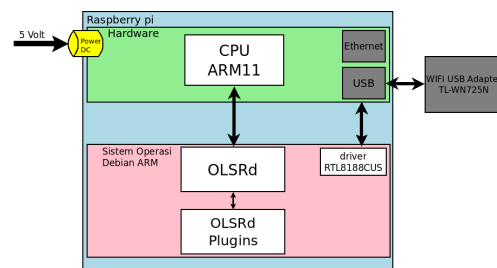 Raspberry pi
Hardware
5 Volt
Power
DC
CPU
ARM11
Ethernet
USB
WIFI USB Adapte
TL-WN725N
Sistem Operasi
Debian ARM
OLSRd
driver
RTL8188CUS
OLSRd
Plugins